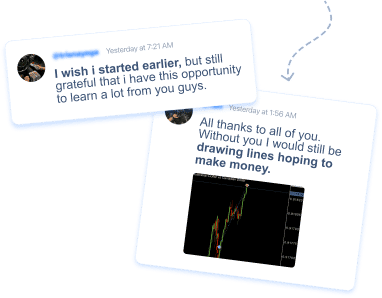 Yesterday at 7:21 AM
I wish i started earlier, but still
grateful that i have this opportunity
to learn a lot from you guys.
Yesterday at 1:56 AM
All thanks to all of you.
Without you I would still be
drawing lines hoping to
make money.